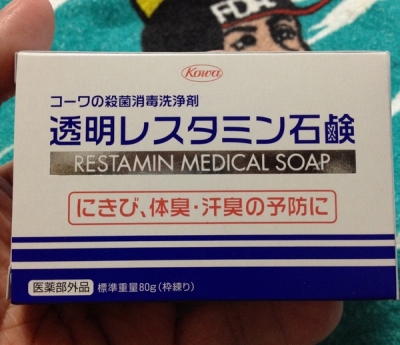 FDA
Kowa
コーワの殺菌消毒洗浄剤
透明レスタミン石鹸
RESTAMIN MEDICAL SOAP
にきび、体臭・汗臭の予防に
医薬部外品 標準重量80g(枠練り)